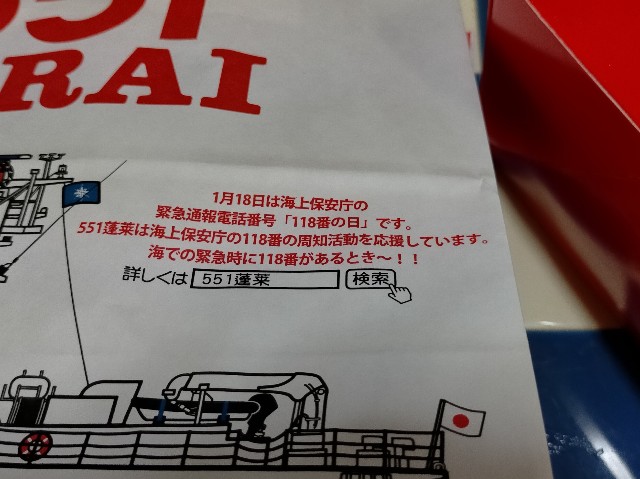 551
RAI
1月18日は海上保安庁の
緊急通報電話番号「118番の日」です。
551蓬莱は海上保安庁の118番の周知活動を応援しています。
海での緊急時に118番があるとき～！！
詳しくは 551蓬莱 検索